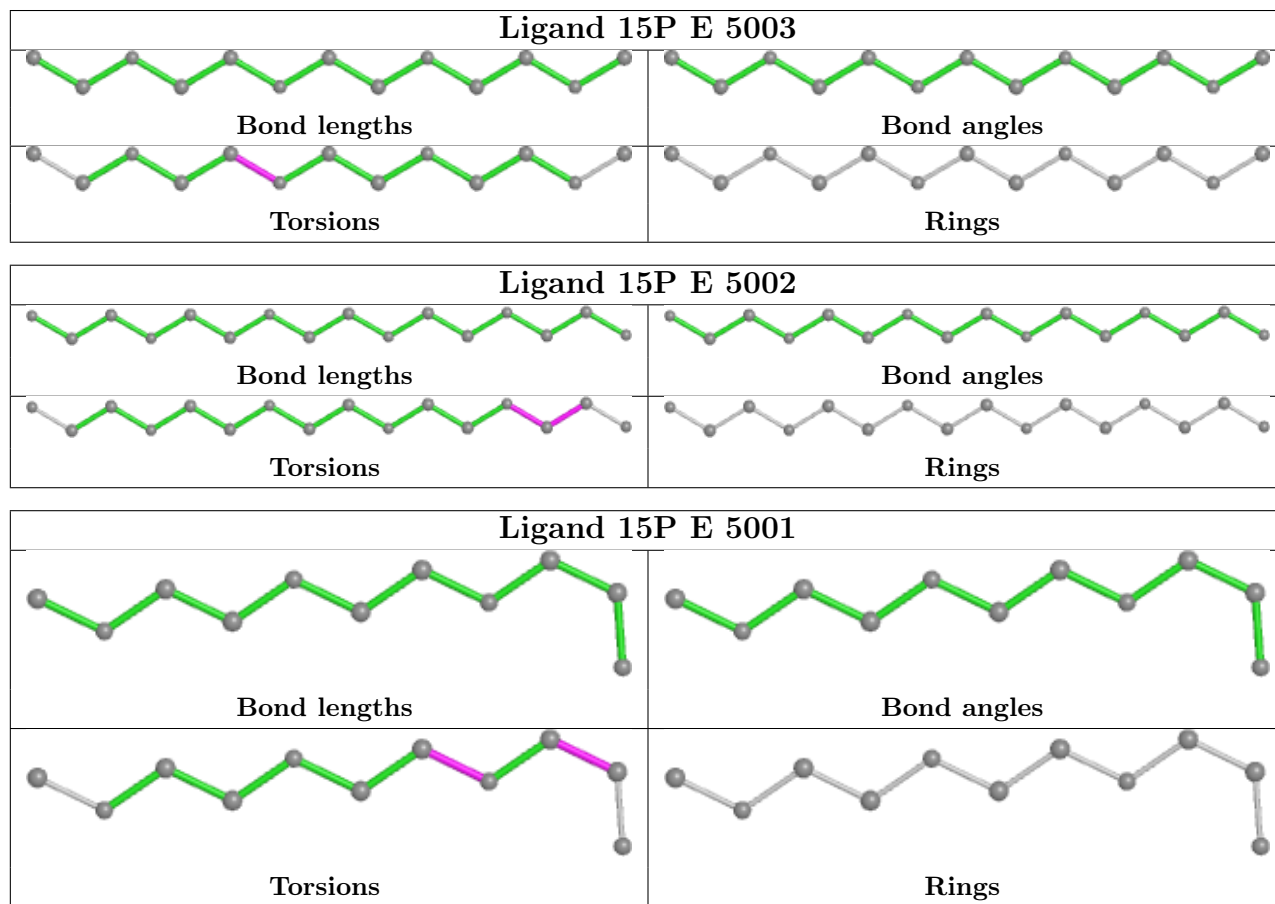 Ligand 15P E 5003
Bond lengths
Bond angles
Torsions
Rings
Ligand 15P E 5002
Bond lengths
Bond angles
Torsions
Rings
Ligand 15P E 5001
Bond lengths
Bond angles
Torsions
Rings